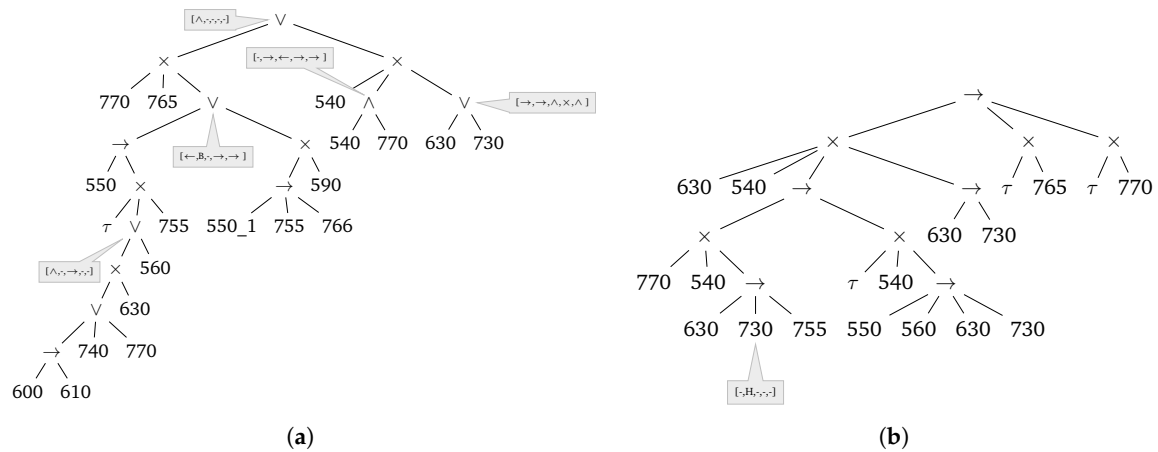 [∧,-,-,-,-] ∨
[-,→,←,→,→ ]
× ×
770 765 ∨ 540 ∧ ∨ [→,→,∧,×,∧ ]
→ × 540 770 630 730
[←,B,-,→,→ ]
550 × → 590
τ ∨ 755 550_1 755 766
[∧,-,→,-,-] × 560
∨ 630
→ 740 770
600 610
(a)
→
× × ×
630 540 → → τ 765 τ 770
× × 630 730
770 540 → τ 540 →
630 730 755 550 560 630 730
[-,H,-,-,-]
(b)